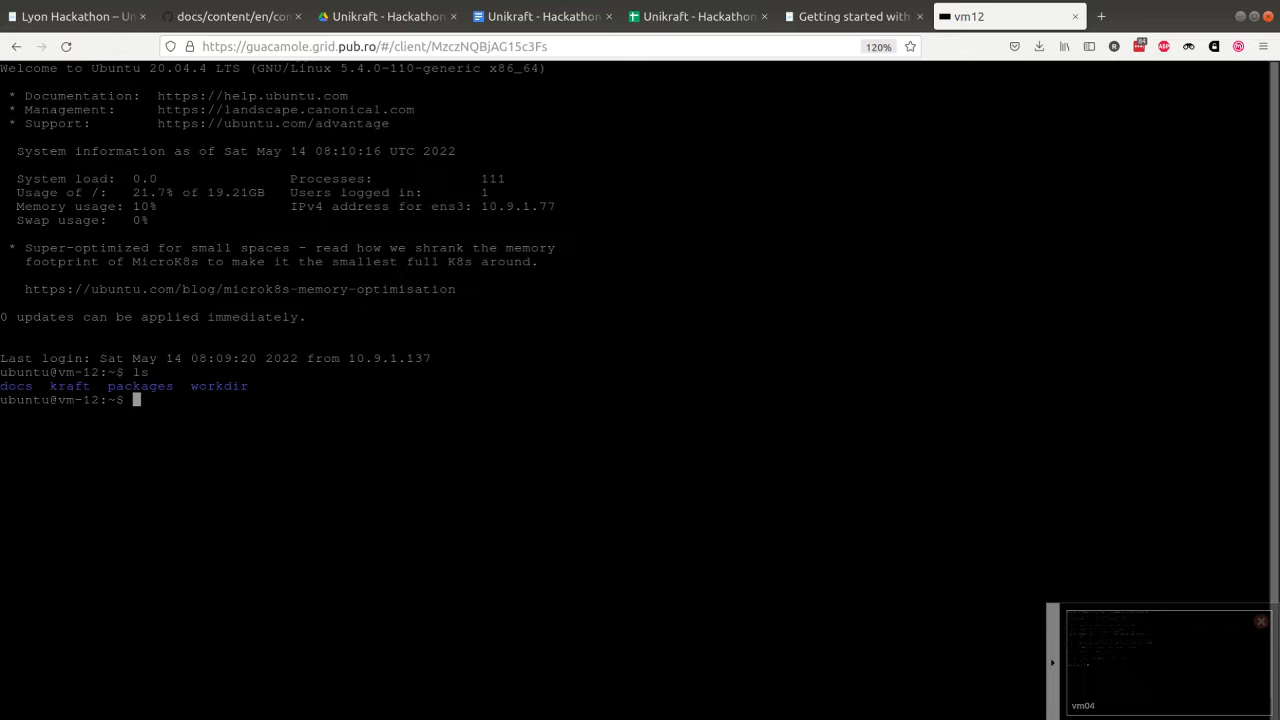 Lyon Hackathon – Un
docs/content/en/con
Unikraft - Hackathon
Unikraft - Hackathon
Unikraft - Hackathon
Getting started with
vm12
https://guacamole.grid.pub.ro/#/client/MzczNQBjAG15c3Fs
120%
84
ABP
Welcome to Ubuntu 20.04.4 LTS (GNU/Linux 5.4.0-110-generic x86_64)
* Documentation:  https://help.ubuntu.com
* Management:     https://landscape.canonical.com
* Support:        https://ubuntu.com/advantage
System information as of Sat May 14 08:10:16 UTC 2022
System load:  0.0               Processes:             111
Usage of /:   21.7% of 19.21GB   Users logged in:       1
Memory usage: 10%               IPv4 address for ens3: 10.9.1.77
Swap usage:   0%
* Super-optimized for small spaces - read how we shrank the memory
footprint of MicroK8s to make it the smallest full K8s around.
https://ubuntu.com/blog/microk8s-memory-optimisation
0 updates can be applied immediately.
Last login: Sat May 14 08:09:20 2022 from 10.9.1.137
ubuntu@vm-12:~$ ls
docs  kraft  packages  workdir
ubuntu@vm-12:~$
vm04